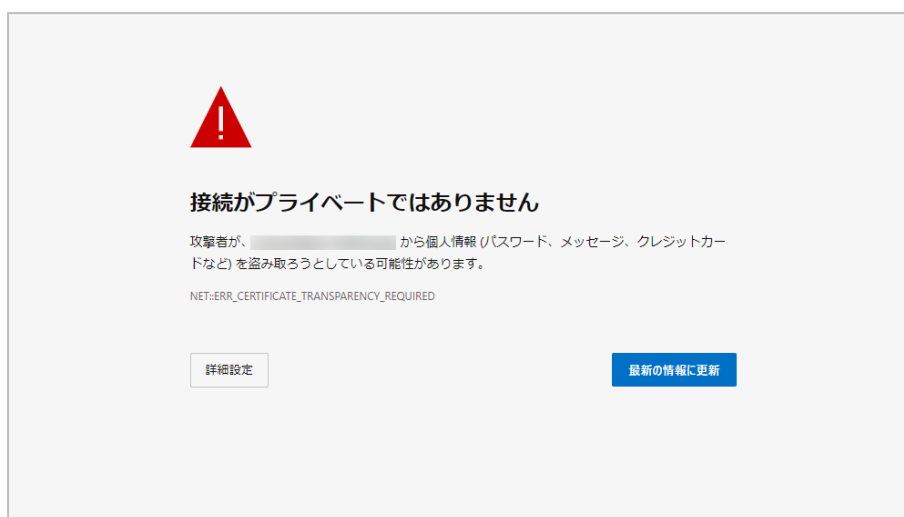 接続がプライベートではありません
攻撃者が、 から個人情報 (パスワード、メッセージ、クレジットカー
ドなど) を盗み取ろうとしている可能性があります。
NET::ERR_CERTIFICATE_TRANSPARENCY_REQUIRED
詳細設定
最新の情報に更新